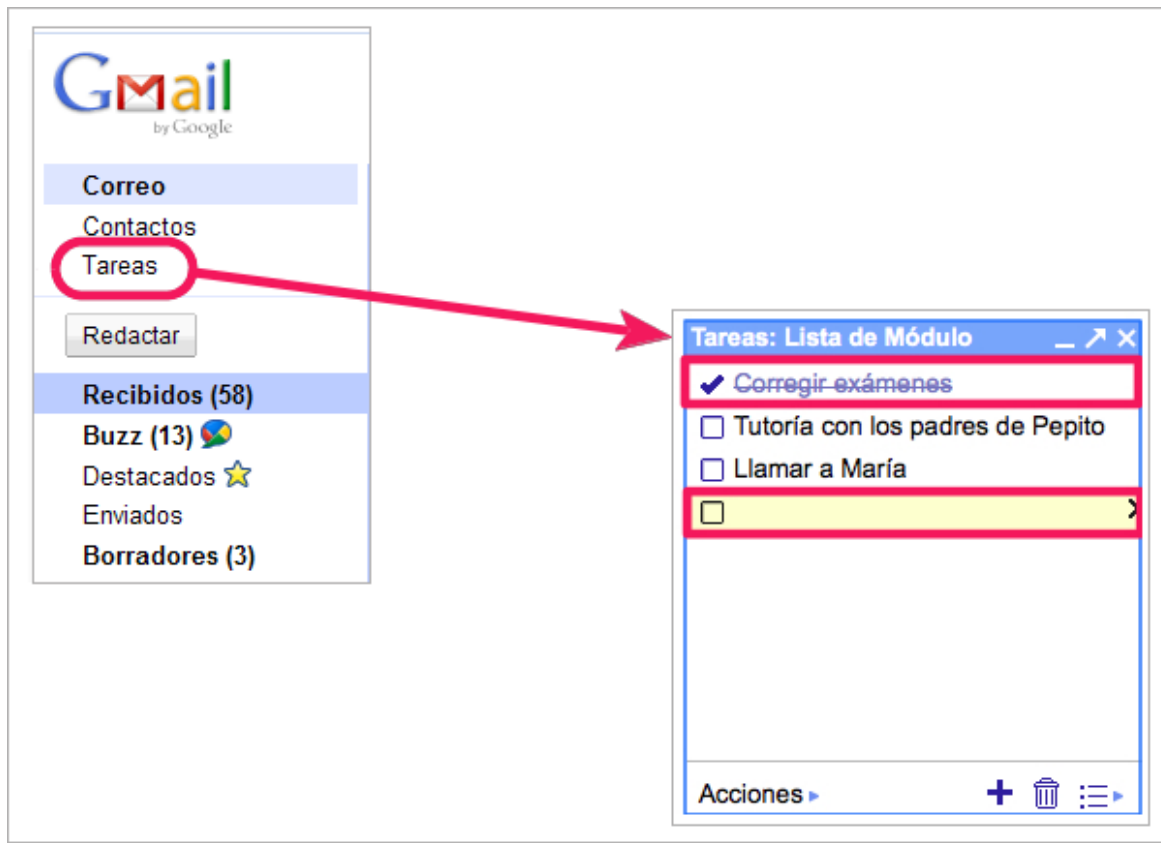 Gmail
by Google
Correo
Contactos
Tareas
Redactar
Recibidos (58)
Buzz (13)
Destacados
Enviados
Borradores (3)
Tareas: Lista de Módulo
Corregir exámenes
Tutoría con los padres de Pepito
Llamar a María
Acciones